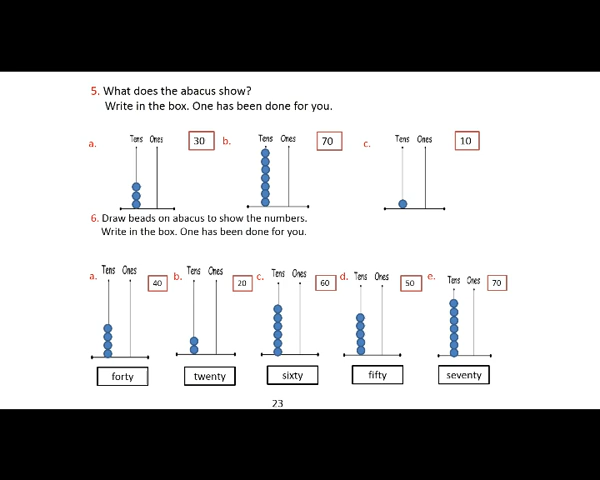 5. What does the abacus show?
Write in the box. One has been done for you.
a. Tens Ones 30 b. Tens Ones 70 c. Tens Ones 10
6. Draw beads on abacus to show the numbers.
Write in the box. One has been done for you.
a. Tens Ones 40 b. Tens Ones 20 c. Tens Ones 60 d. Tens Ones 50 e. Tens Ones 70
forty twenty sixty fifty seventy
23